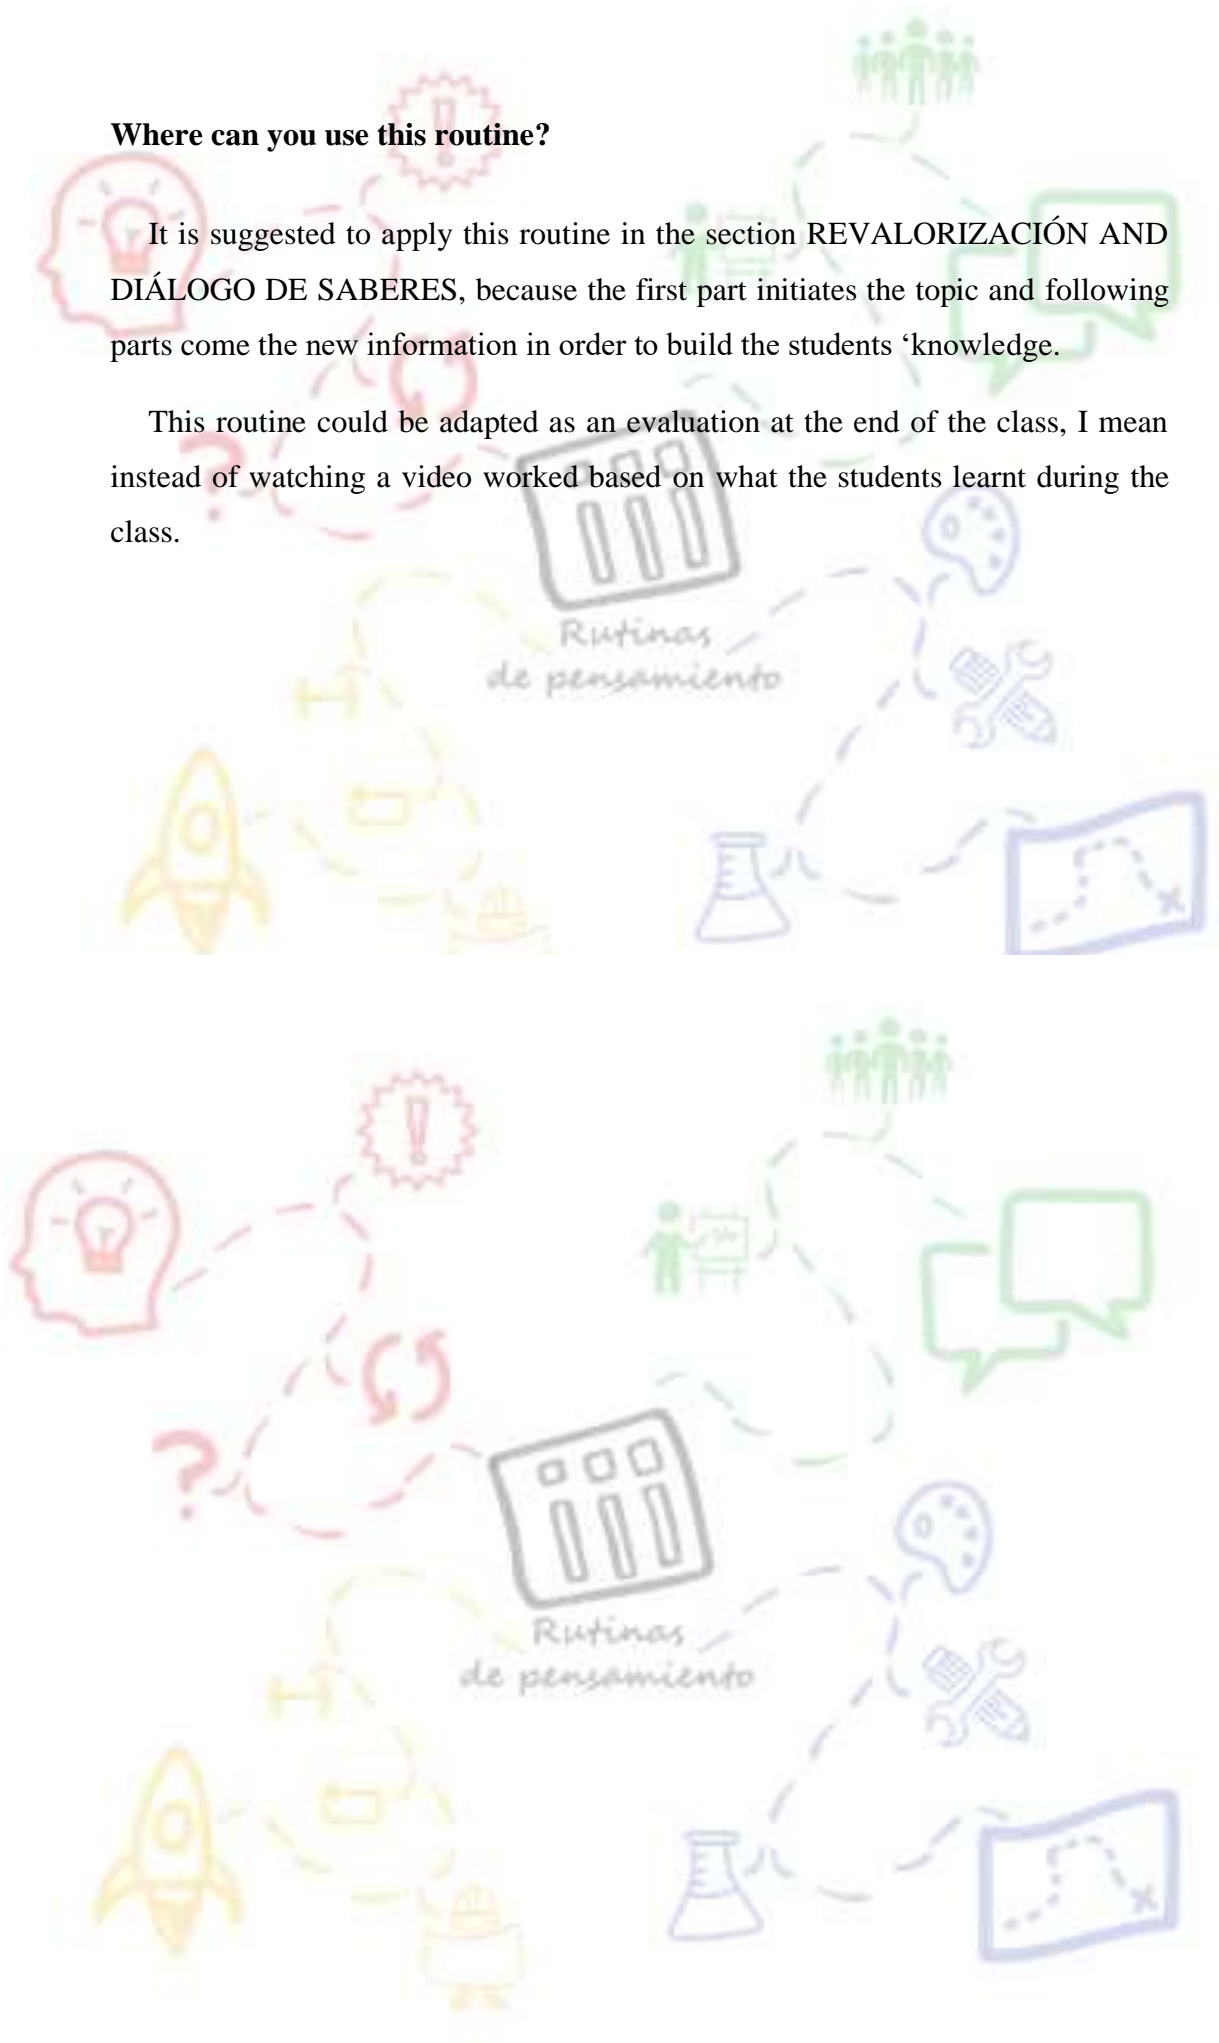 Where can you use this routine?
It is suggested to apply this routine in the section REVALORIZACIÓN AND
DIÁLOGO DE SABERES, because the first part initiates the topic and following
parts come the new information in order to build the students ‘knowledge.
This routine could be adapted as an evaluation at the end of the class, I mean
instead of watching a video worked based on what the students learnt during the
class.
Rutinas
de pensamiento
Rutinas
de pensamiento